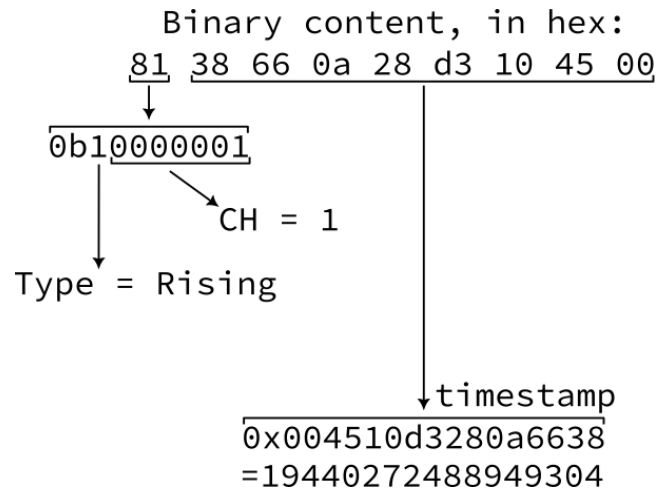 Binary content, in hex:
81 38 66 0a 28 d3 10 45 00
0b10000001
CH = 1
Type = Rising
timestamp
0x004510d3280a6638
=19440272488949304